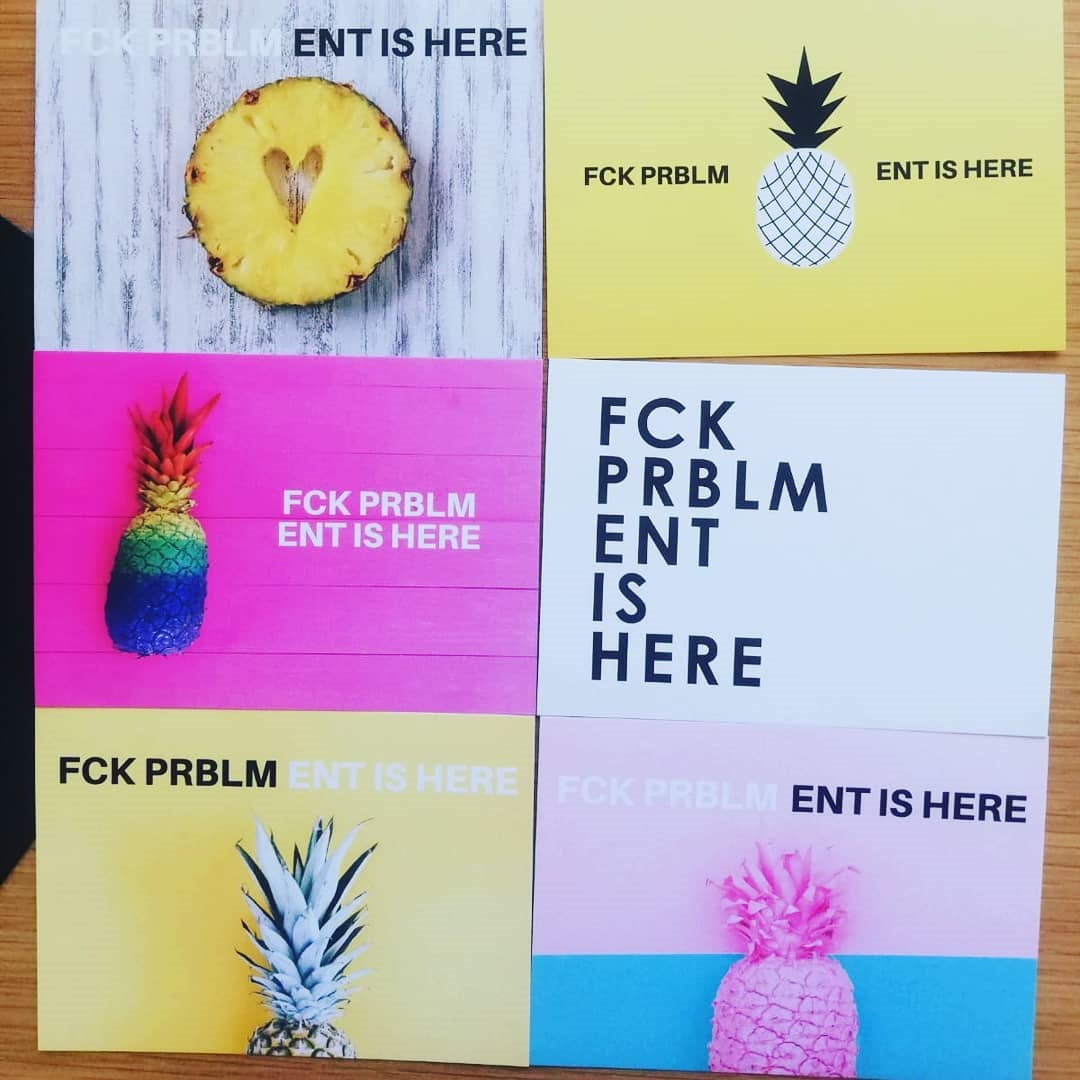 FCK PRBLM ENT IS HERE
FCK PRBLM ENT IS HERE
FCK PRBLM
ENT IS HERE
FCK
PRBLM
ENT
IS
HERE
FCK PRBLM ENT IS HERE
FCK PRBLM ENT IS HERE